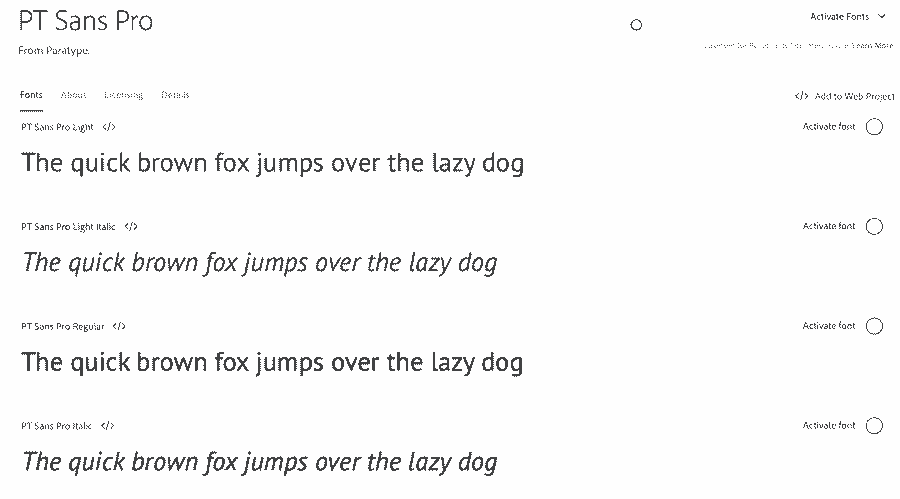 PT Sans Pro
Activate Fonts
From Paratype.
Learn More
Fonts About Licensing Details
</> Add to Web Project
PT Sans Pro Light </>
Activate font
The quick brown fox jumps over the lazy dog
PT Sans Pro Light Italic </>
Activate font
The quick brown fox jumps over the lazy dog
PT Sans Pro Regular </>
Activate font
The quick brown fox jumps over the lazy dog
PT Sans Pro Italic </>
Activate font
The quick brown fox jumps over the lazy dog